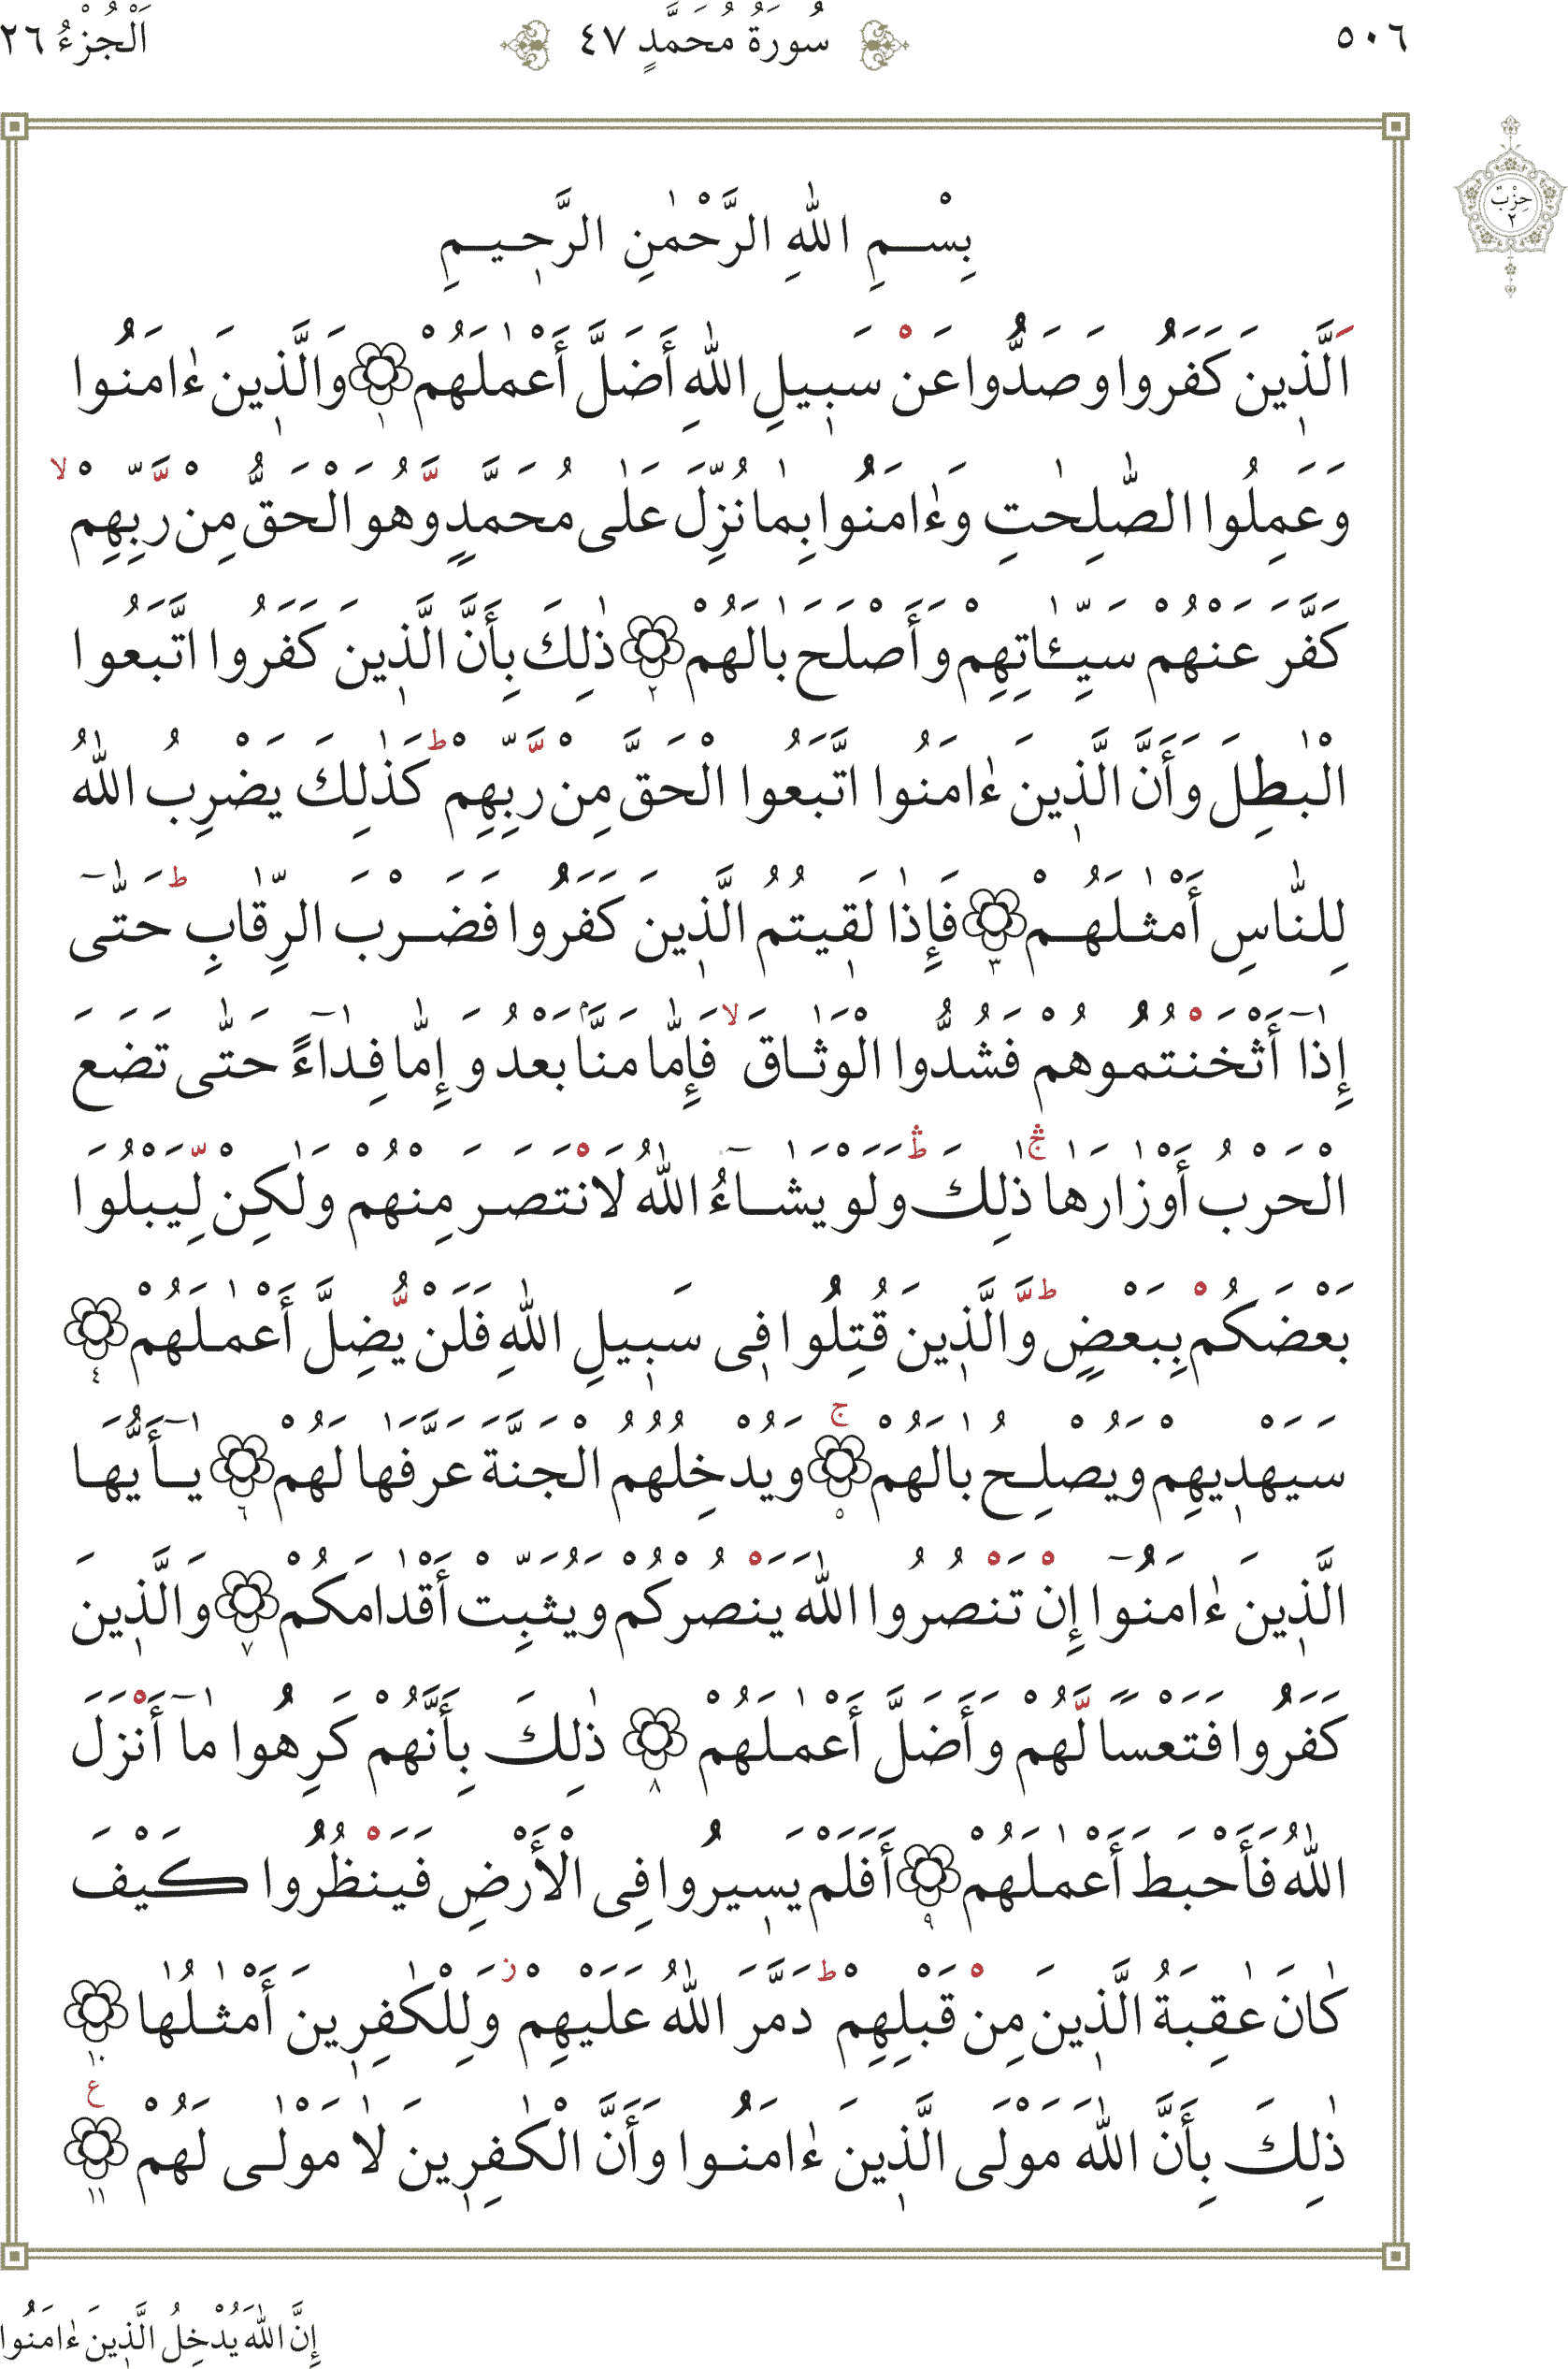 ٥٠٦ سُورَةُ مُحَمَّدٍ ٤٧ اَلْجُزْءُ ٢٦
حِزْب ٢
بِسْمِ اللّٰهِ الرَّحْمٰنِ الرَّحٖيمِ
اَلَّذٖينَ كَفَرُوا وَصَدُّوا عَنْ سَبٖيلِ اللّٰهِ أَضَلَّ أَعْمٰلَهُمْ ١ وَالَّذٖينَ ءٰامَنُوا
وَعَمِلُوا الصّٰلِحٰتِ وَءٰامَنُوا بِمٰا نُزِّلَ عَلٰى مُحَمَّدٍ وَّهُوَ الْحَقُّ مِنْ رَّبِّهِمْ لا
كَفَّرَ عَنْهُمْ سَيِّـٰٔاتِهِمْ وَأَصْلَحَ بٰالَهُمْ ٢ ذٰلِكَ بِأَنَّ الَّذٖينَ كَفَرُوا اتَّبَعُوا
الْبٰطِلَ وَأَنَّ الَّذٖينَ ءٰامَنُوا اتَّبَعُوا الْحَقَّ مِنْ رَّبِّهِمْ ط كَذٰلِكَ يَضْرِبُ اللّٰهُ
لِلنّٰاسِ أَمْثٰلَهُمْ ٣ فَإِذٰا لَقٖيتُمُ الَّذٖينَ كَفَرُوا فَضَرْبَ الرِّقٰابِ ط حَتّٰٓى
إِذٰآ أَثْخَنْتُمُوهُمْ فَشُدُّوا الْوَثٰاقَ لا فَإِمّٰا مَنًّۢا بَعْدُ وَإِمّٰا فِدٰٓاءً حَتّٰى تَضَعَ
الْحَرْبُ أَوْزٰارَهٰا ۚ ذٰلِكَ ۛ وَلَوْ يَشٰٓاءُ اللّٰهُ لَانْتَصَرَ مِنْهُمْ وَلٰكِنْ لِّيَبْلُوَا
بَعْضَكُمْ بِبَعْضٍ ط وَّالَّذٖينَ قُتِلُوا فٖى سَبٖيلِ اللّٰهِ فَلَنْ يُّضِلَّ أَعْمٰلَهُمْ ٤
سَيَهْدٖيهِمْ وَيُصْلِحُ بٰالَهُمْ ج ٥ وَيُدْخِلُهُمُ الْجَنَّةَ عَرَّفَهٰا لَهُمْ ٦ يٰٓأَيُّهَا
الَّذٖينَ ءٰامَنُوٓا إِنْ تَنْصُرُوا اللّٰهَ يَنْصُرْكُمْ وَيُثَبِّتْ أَقْدٰامَكُمْ ٧ وَالَّذٖينَ
كَفَرُوا فَتَعْسًا لَّهُمْ وَأَضَلَّ أَعْمٰلَهُمْ ٨ ذٰلِكَ بِأَنَّهُمْ كَرِهُوا مٰآ أَنْزَلَ
اللّٰهُ فَأَحْبَطَ أَعْمٰلَهُمْ ٩ أَفَلَمْ يَسٖيرُوا فِى الْأَرْضِ فَيَنْظُرُوا كَيْفَ
كٰانَ عٰقِبَةُ الَّذٖينَ مِنْ قَبْلِهِمْ ط دَمَّرَ اللّٰهُ عَلَيْهِمْ ز وَلِلْكٰفِرٖينَ أَمْثٰلُهٰا ١٠
ذٰلِكَ بِأَنَّ اللّٰهَ مَوْلَى الَّذٖينَ ءٰامَنُوا وَأَنَّ الْكٰفِرٖينَ لٰا مَوْلٰى لَهُمْ ع ١١
إِنَّ اللّٰهَ يُدْخِلُ الَّذٖينَ ءٰامَنُوا